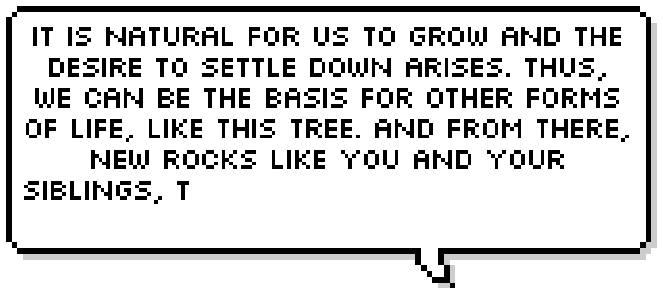 IT IS NATURAL FOR US TO GROW AND THE
DESIRE TO SETTLE DOWN ARISES. THUS,
WE CAN BE THE BASIS FOR OTHER FORMS
OF LIFE, LIKE THIS TREE. AND FROM THERE,
NEW ROCKS LIKE YOU AND YOUR
SIBLINGS, T